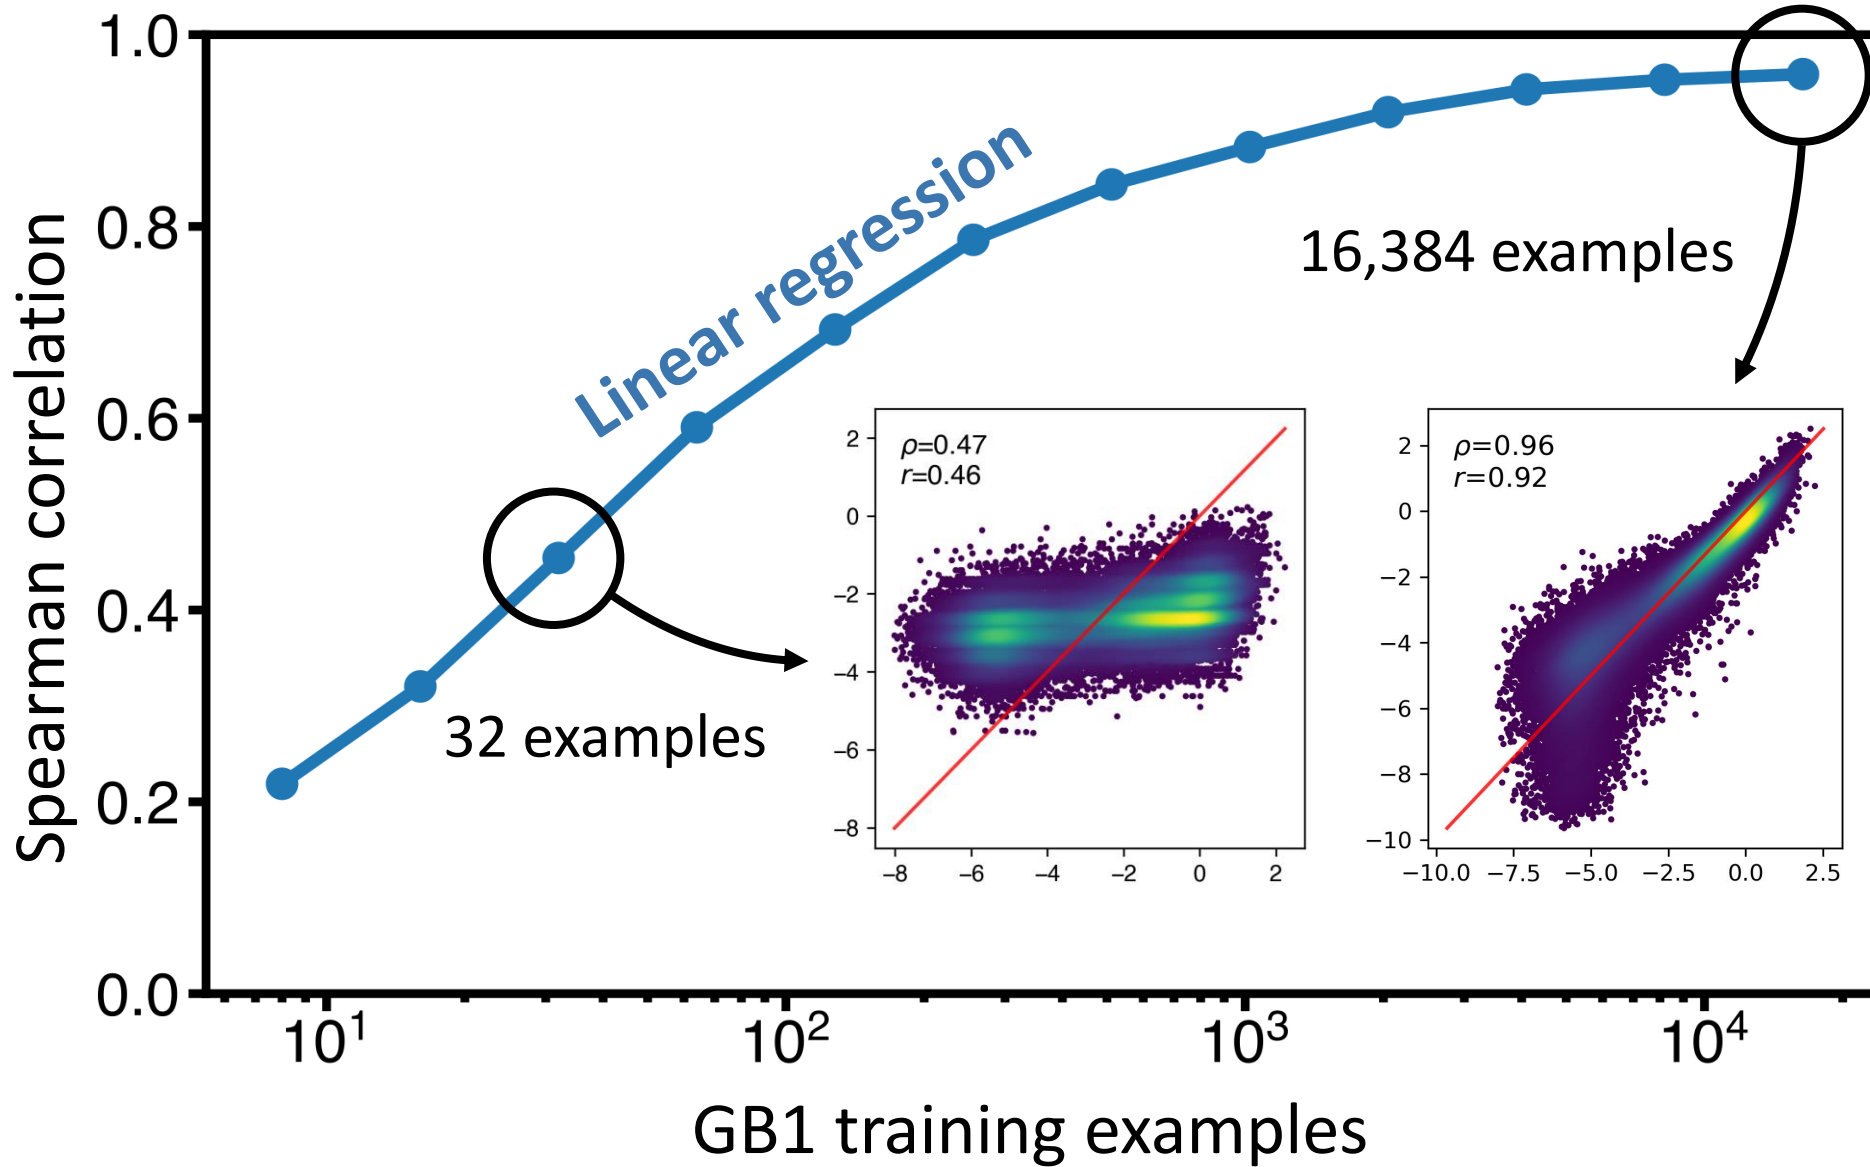 1.0
0.8
0.6
0.4
0.2
0.0
Spearman correlation
Linear regression
32 examples
16,384 examples
ρ=0.47
r=0.46
2
0
−2
−4
−6
−8
−8 −6 −4 −2 0 2
ρ=0.96
r=0.92
2
0
−2
−4
−6
−8
−10
−10.0 −7.5 −5.0 −2.5 0.0 2.5
10¹ 10² 10³ 10⁴
GB1 training examples